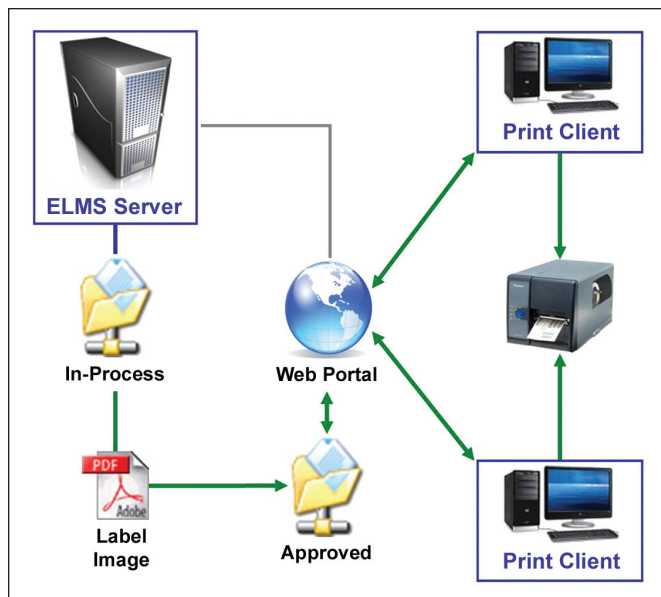 ELMS Server
Print Client
In-Process
Web Portal
PDF
Adobe
Label
Image
Approved
Print Client